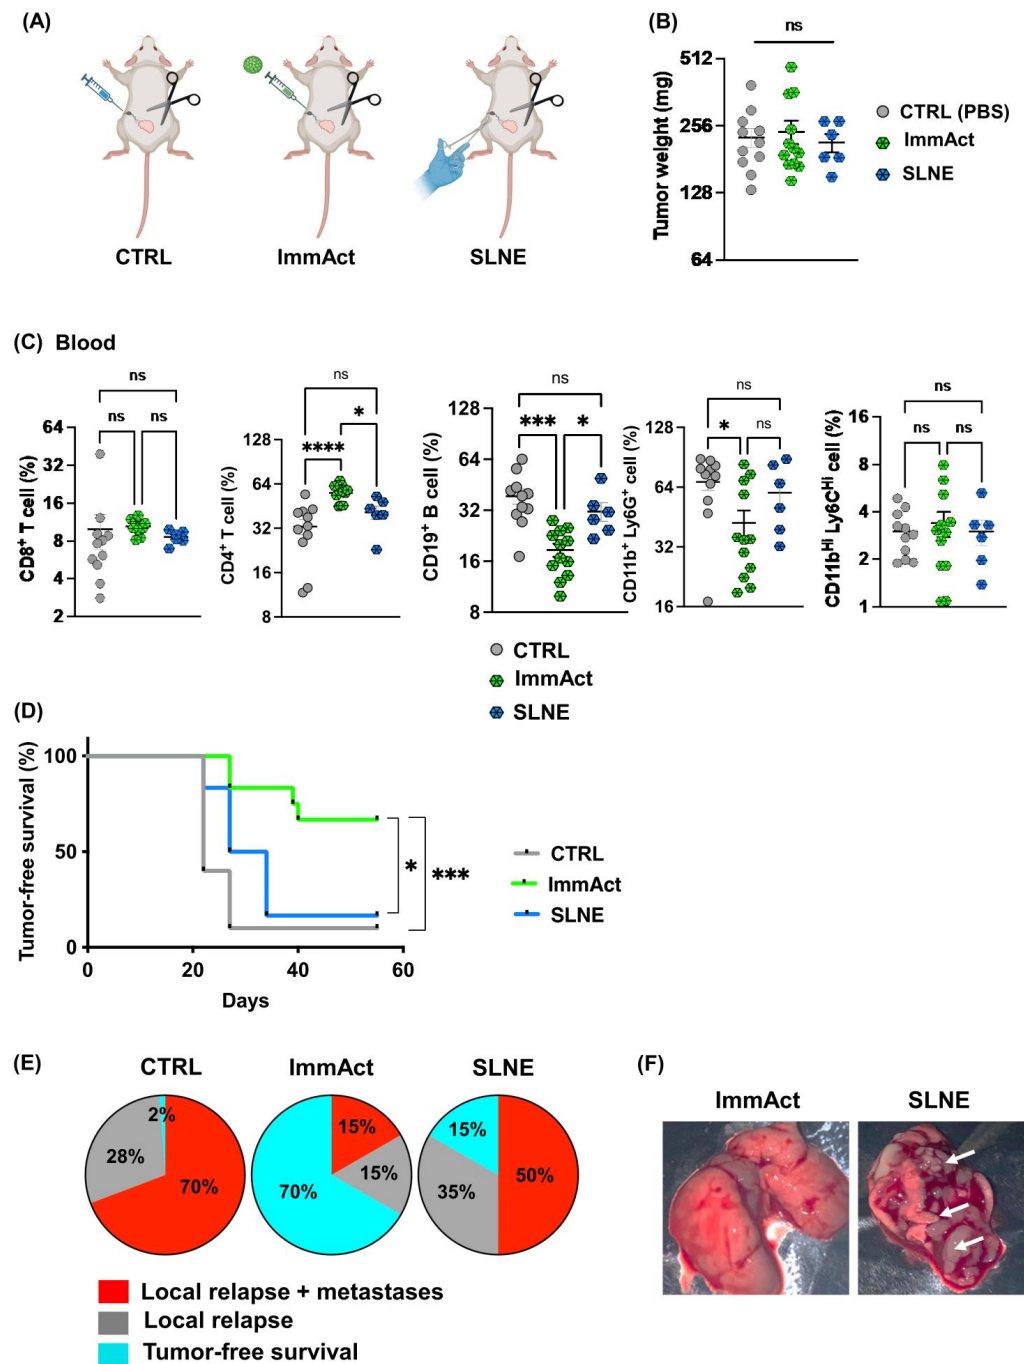 (A)
CTRL
ImmAct
SLNE
(B)
ns
Tumor weight (mg)
512
256
128
64
CTRL (PBS)
ImmAct
SLNE
(C) Blood
ns
ns ns
CD8+ T cell (%)
64
32
16
8
4
2
ns
*
****
CD4+ T cell (%)
128
64
32
16
8
ns
*** *
CD19+ B cell (%)
128
64
32
16
8
ns
* ns
CD11b+ Ly6G+ cell (%)
128
64
32
16
ns
ns ns
CD11bHi Ly6CHi cell (%)
16
4
2
1
CTRL
ImmAct
SLNE
(D)
Tumor-free survival (%)
100
50
0
0 20 40 60
Days
*
***
CTRL
ImmAct
SLNE
(E)
CTRL ImmAct SLNE
2%
28%
70%
15%
15%
70%
15%
35%
50%
Local relapse + metastases
Local relapse
Tumor-free survival
(F)
ImmAct SLNE